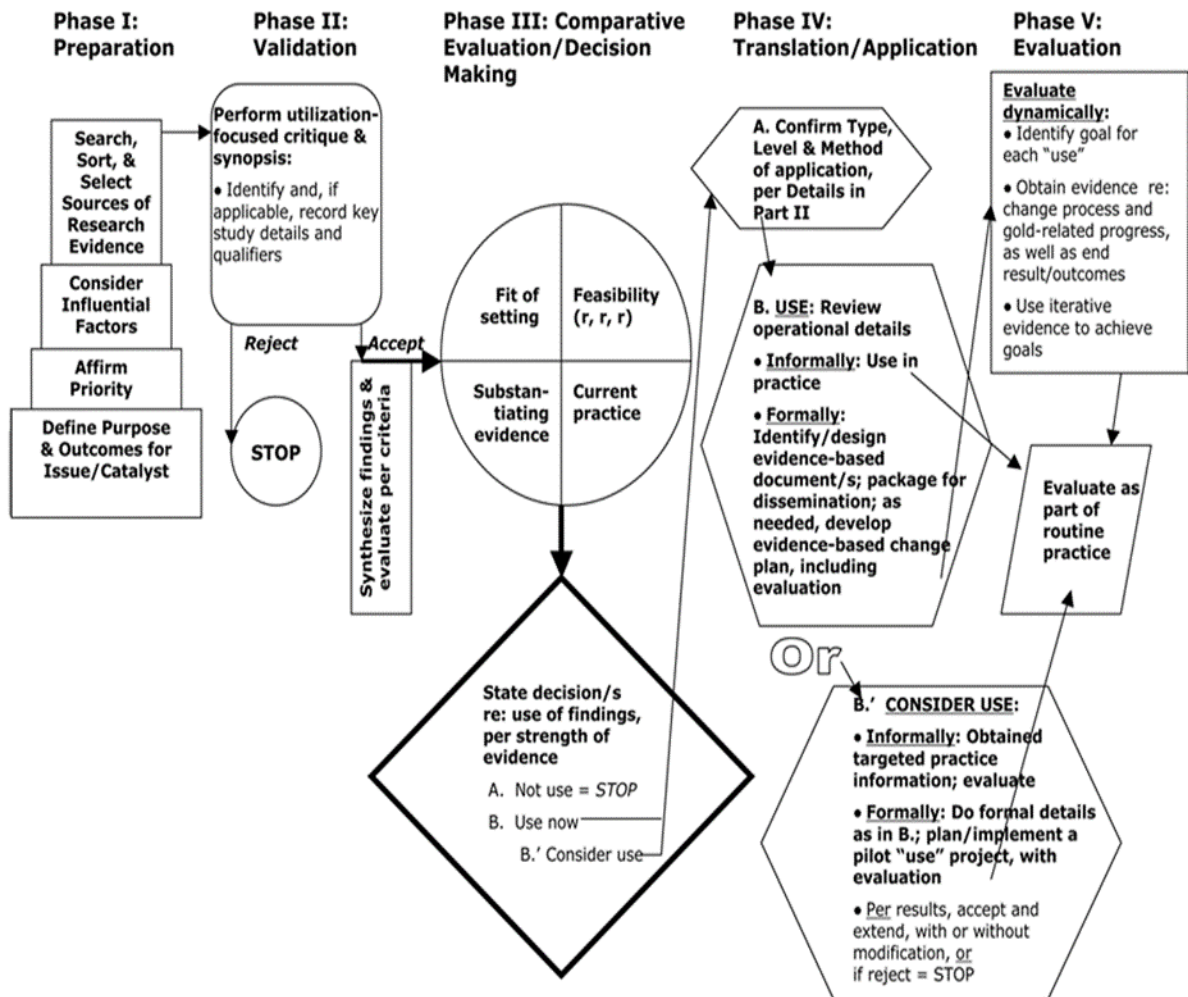 Phase I:
Preparation
Phase II:
Validation
Phase III: Comparative
Evaluation/Decision
Making
Phase IV:
Translation/Application
Phase V:
Evaluation
Search,
Sort, &
Select
Sources of
Research
Evidence
Consider
Influential
Factors
Affirm
Priority
Define Purpose
& Outcomes for
Issue/Catalyst
Perform utilization-
focused critique &
synopsis:
• Identify and, if
applicable, record key
study details and
qualifiers
Reject
Accept
STOP
Synthesize findings &
evaluate per criteria
Fit of
setting
Feasibility
(r, r, r)
Substan-
tiating
evidence
Current
practice
State decision/s
re: use of findings,
per strength of
evidence
A. Not use = STOP
B. Use now
B.' Consider use
A. Confirm Type,
Level & Method
of application,
per Details in
Part II
B. USE: Review
operational details
• Informally: Use in
practice
• Formally:
Identify/design
evidence-based
document/s; package for
dissemination; as
needed, develop
evidence-based change
plan, including
evaluation
Or
B.' CONSIDER USE:
• Informally: Obtained
targeted practice
information; evaluate
• Formally: Do formal details
as in B.; plan/implement a
pilot "use" project, with
evaluation
• Per results, accept and
extend, with or without
modification, or
if reject = STOP
Evaluate
dynamically:
• Identify goal for
each "use"
• Obtain evidence re:
change process and
gold-related progress,
as well as end
result/outcomes
• Use iterative
evidence to achieve
goals
Evaluate as
part of
routine
practice